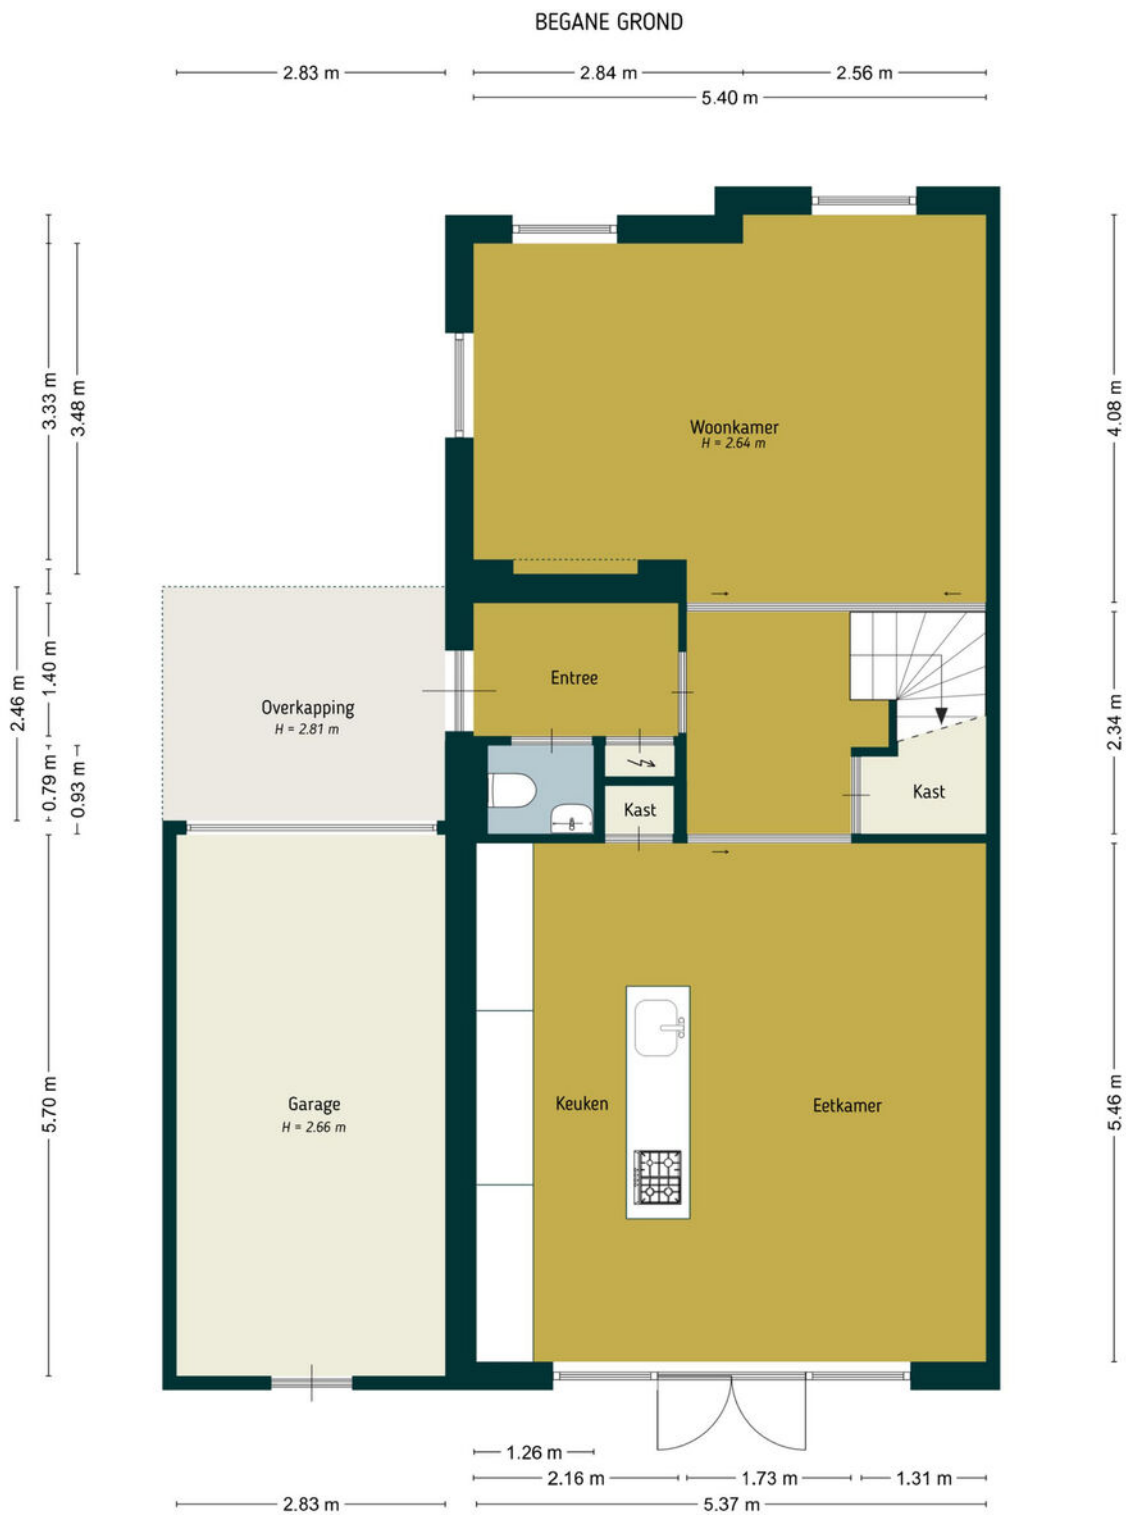 BEGANE GROND
2.83 m
2.84 m
2.56 m
5.40 m
3.33 m
3.48 m
4.08 m
Woonkamer
H = 2.64 m
2.46 m
1.40 m
0.79 m
0.93 m
2.34 m
Entree
Overkapping
H = 2.81 m
Kast
Kast
5.70 m
5.46 m
Garage
H = 2.66 m
Keuken
Eetkamer
1.26 m
2.16 m
1.73 m
1.31 m
2.83 m
5.37 m